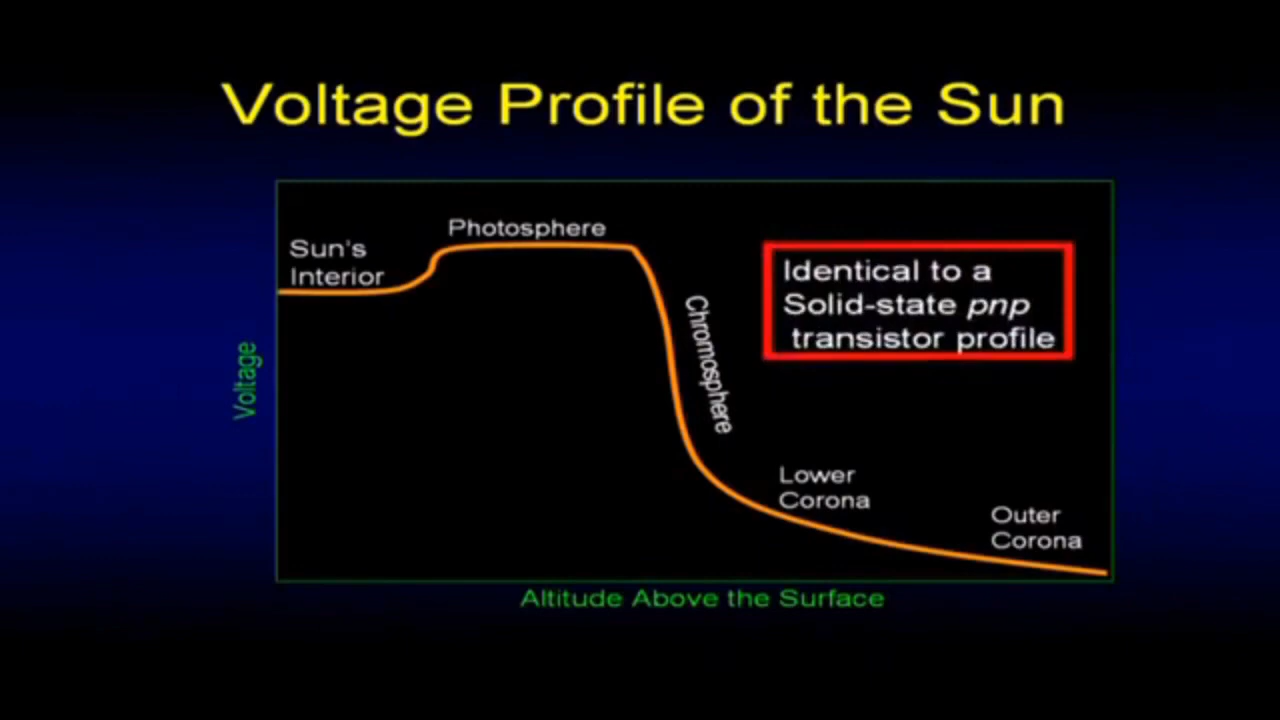 Voltage Profile of the Sun
Photosphere
Sun's
Interior
Identical to a
Solid-state pnp
transistor profile
Chromosphere
Voltage
Lower
Corona
Outer
Corona
Altitude Above the Surface